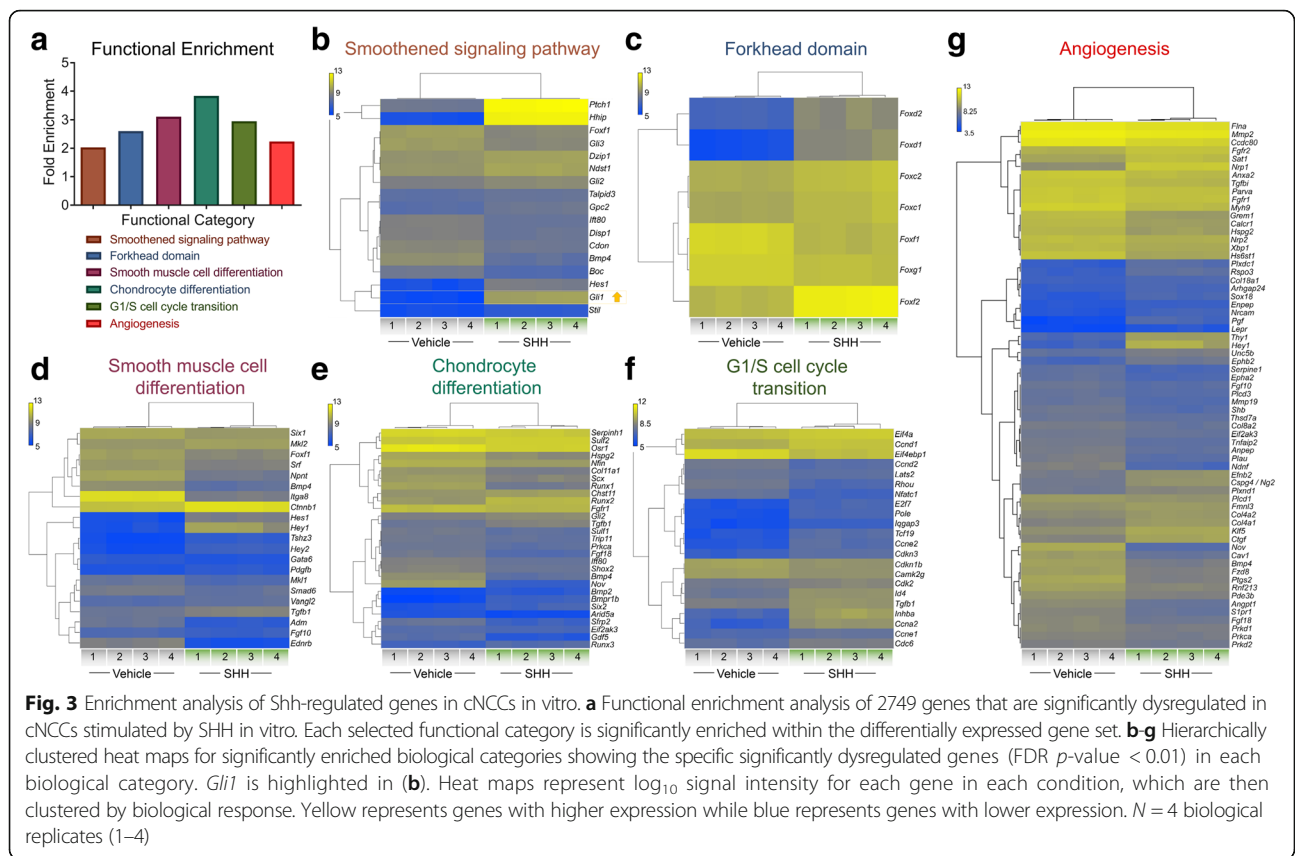 a
Functional Enrichment
Fold Enrichment
5
4
3
2
1
0
Functional Category
Smoothened signaling pathway
Forkhead domain
Smooth muscle cell differentiation
Chondrocyte differentiation
G1/S cell cycle transition
Angiogenesis
b
Smoothened signaling pathway
13
9
5
Ptch1
Hhip
Foxf1
Gli3
Dzip1
Ndst1
Gli2
Talpid3
Gpc2
Ift80
Disp1
Cdon
Bmp4
Boc
Hes1
Gli1
Stil
1 2 3 4 1 2 3 4
Vehicle SHH
c
Forkhead domain
13
9
5
Foxd2
Foxd1
Foxc2
Foxc1
Foxf1
Foxg1
Foxf2
1 2 3 4 1 2 3 4
Vehicle SHH
g
Angiogenesis
13
8.25
3.5
Flna
Mmp2
Ccdc80
Fgfr2
Sat1
Nrp1
Anxa2
Tgfbi
Parva
Fgfr1
Myh9
Grem1
Calcr1
Hspg2
Nrp2
Xbp1
Hs6st1
Plxdc1
Rspo3
Col18a1
Arhgap24
Sox18
Enpep
Nrcam
Pgf
Lepr
Thy1
Hey1
Unc5b
Ephb2
Serpine1
Epha2
Fgf10
Plcd3
Mmp19
Shb
Thsd7a
Col8a2
Eif2ak3
Tnfaip2
Anpep
Plau
Ndnf
Efnb2
Cspg4 / Ng2
Plxnd1
Plcd1
Fmnl3
Col4a2
Col4a1
Klf5
Ctgf
Nov
Cav1
Bmp4
Fzd8
Ptgs2
Rnf213
Pde3b
Angpt1
S1pr1
Fgf18
Prkd1
Prkca
Prkd2
1 2 3 4 1 2 3 4
Vehicle SHH
d
Smooth muscle cell
differentiation
13
9
5
Six1
Mkl2
Foxf1
Srf
Npnt
Bmp4
Itga8
Ctnnb1
Hes1
Hey1
Tshz3
Hey2
Gata6
Pdgfb
Mkl1
Smad6
Vangl2
Tgfb1
Adm
Fgf10
Ednrb
1 2 3 4 1 2 3 4
Vehicle SHH
e
Chondrocyte
differentiation
13
9
5
Serpinh1
Sulf2
Osr1
Hspg2
Nfin
Col11a1
Scx
Runx1
Chst11
Runx2
Fgfr1
Gli2
Tgfb1
Sulf1
Trip11
Prkca
Fgf18
Ift80
Shox2
Bmp4
Nov
Bmp2
Bmpr1b
Six2
Arid5a
Sfrp2
Eif2ak3
Gdf5
Runx3
1 2 3 4 1 2 3 4
Vehicle SHH
f
G1/S cell cycle
transition
12
8.5
5
Eif4a
Ccnd1
Eif4ebp1
Ccnd2
Lats2
Rhou
Nfatc1
E2f7
Pole
Iqgap3
Tcf19
Ccne2
Cdkn3
Cdkn1b
Camk2g
Cdk2
Id4
Tgfb1
Inhba
Ccna2
Ccne1
Cdc6
1 2 3 4 1 2 3 4
Vehicle SHH
Fig. 3 Enrichment analysis of Shh-regulated genes in cNCCs in vitro. a Functional enrichment analysis of 2749 genes that are significantly dysregulated in
cNCCs stimulated by SHH in vitro. Each selected functional category is significantly enriched within the differentially expressed gene set. b-g Hierarchically
clustered heat maps for significantly enriched biological categories showing the specific significantly dysregulated genes (FDR p-value < 0.01) in each
biological category. Gli1 is highlighted in (b). Heat maps represent log10 signal intensity for each gene in each condition, which are then
clustered by biological response. Yellow represents genes with higher expression while blue represents genes with lower expression. N = 4 biological
replicates (1–4)